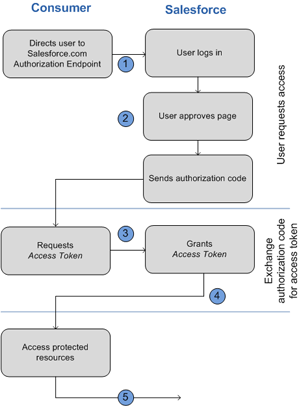 Consumer
Salesforce
Directs user to
Salesforce.com
Authorization Endpoint
1
User logs in
2
User approves page
Sends authorization code
User requests access
Requests
Access Token
3
Grants
Access Token
4
Exchange
authorization code
for access token
Access protected
resources
5